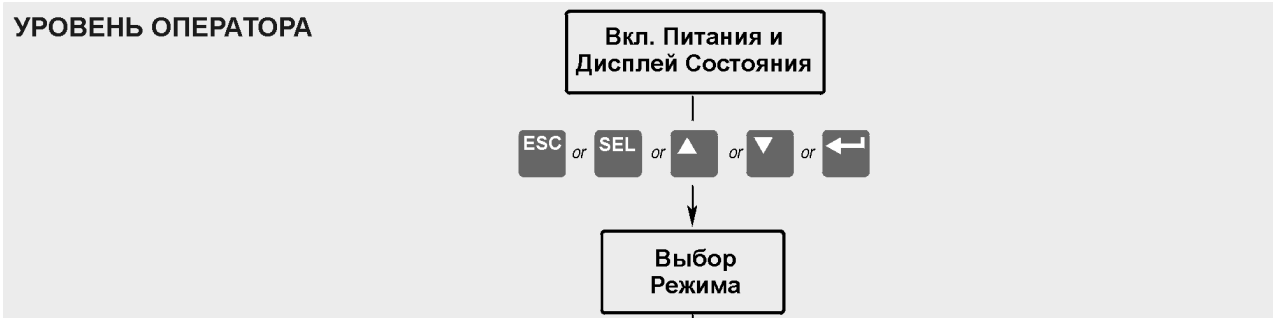 УРОВЕНЬ ОПЕРАТОРА
Вкл. Питания и
Дисплей Состояния
ESC or SEL or or or
Выбор
Режима